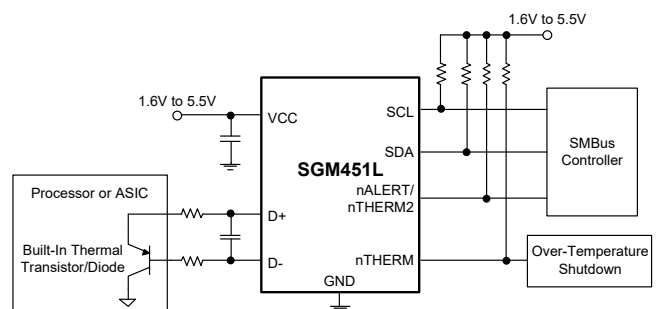 1.6V to 5.5V
1.6V to 5.5V
VCC
SCL
SMBus
Controller
SDA
SGM451L
nALERT/
nTHERM2
Processor or ASIC
D+
Built-In Thermal
Transistor/Diode
D-
nTHERM
Over-Temperature
Shutdown
GND